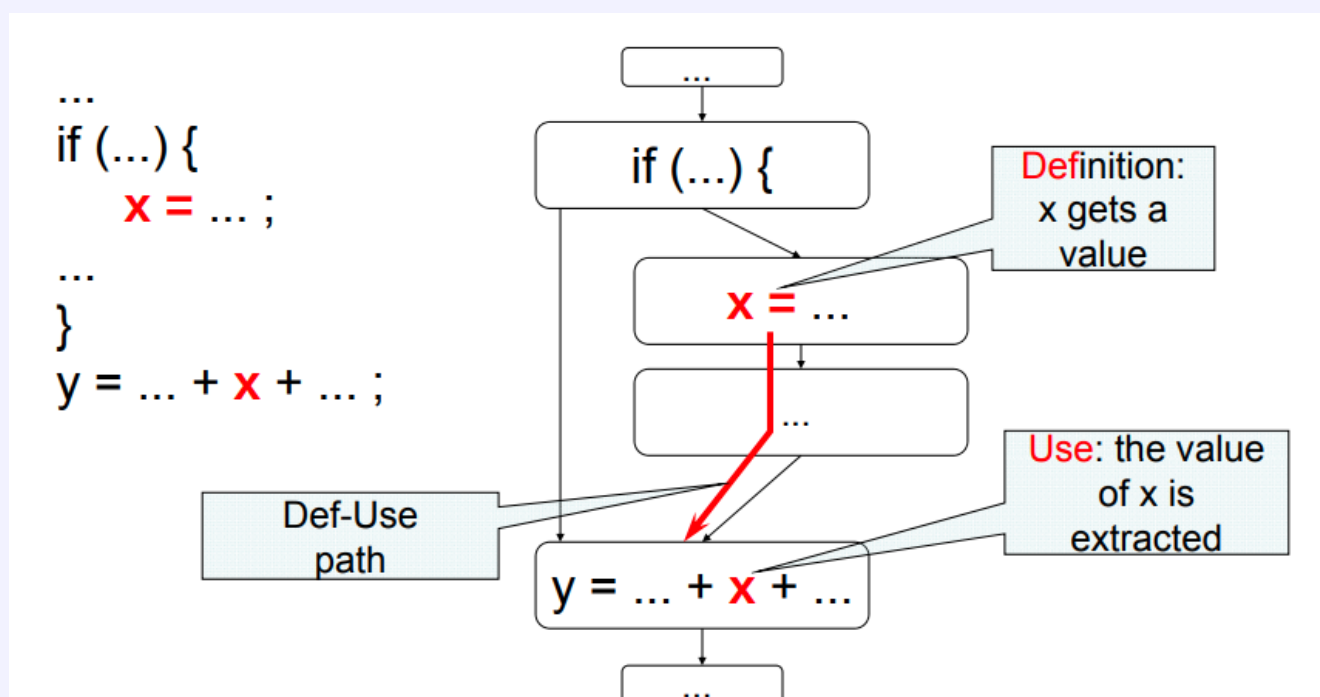 ...
if (...) {
x = ... ;
...
}
y = ... + x + ... ;
...
if (...) {
x = ...
...
y = ... + x + ...
...
Definition:
x gets a
value
Def-Use
path
Use: the value
of x is
extracted